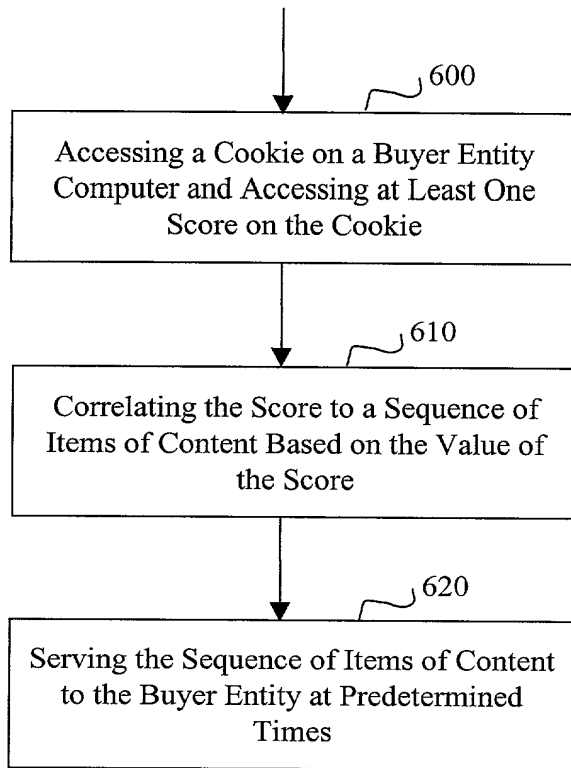 600
Accessing a Cookie on a Buyer Entity
Computer and Accessing at Least One
Score on the Cookie
610
Correlating the Score to a Sequence of
Items of Content Based on the Value of
the Score
620
Serving the Sequence of Items of Content
to the Buyer Entity at Predetermined
Times